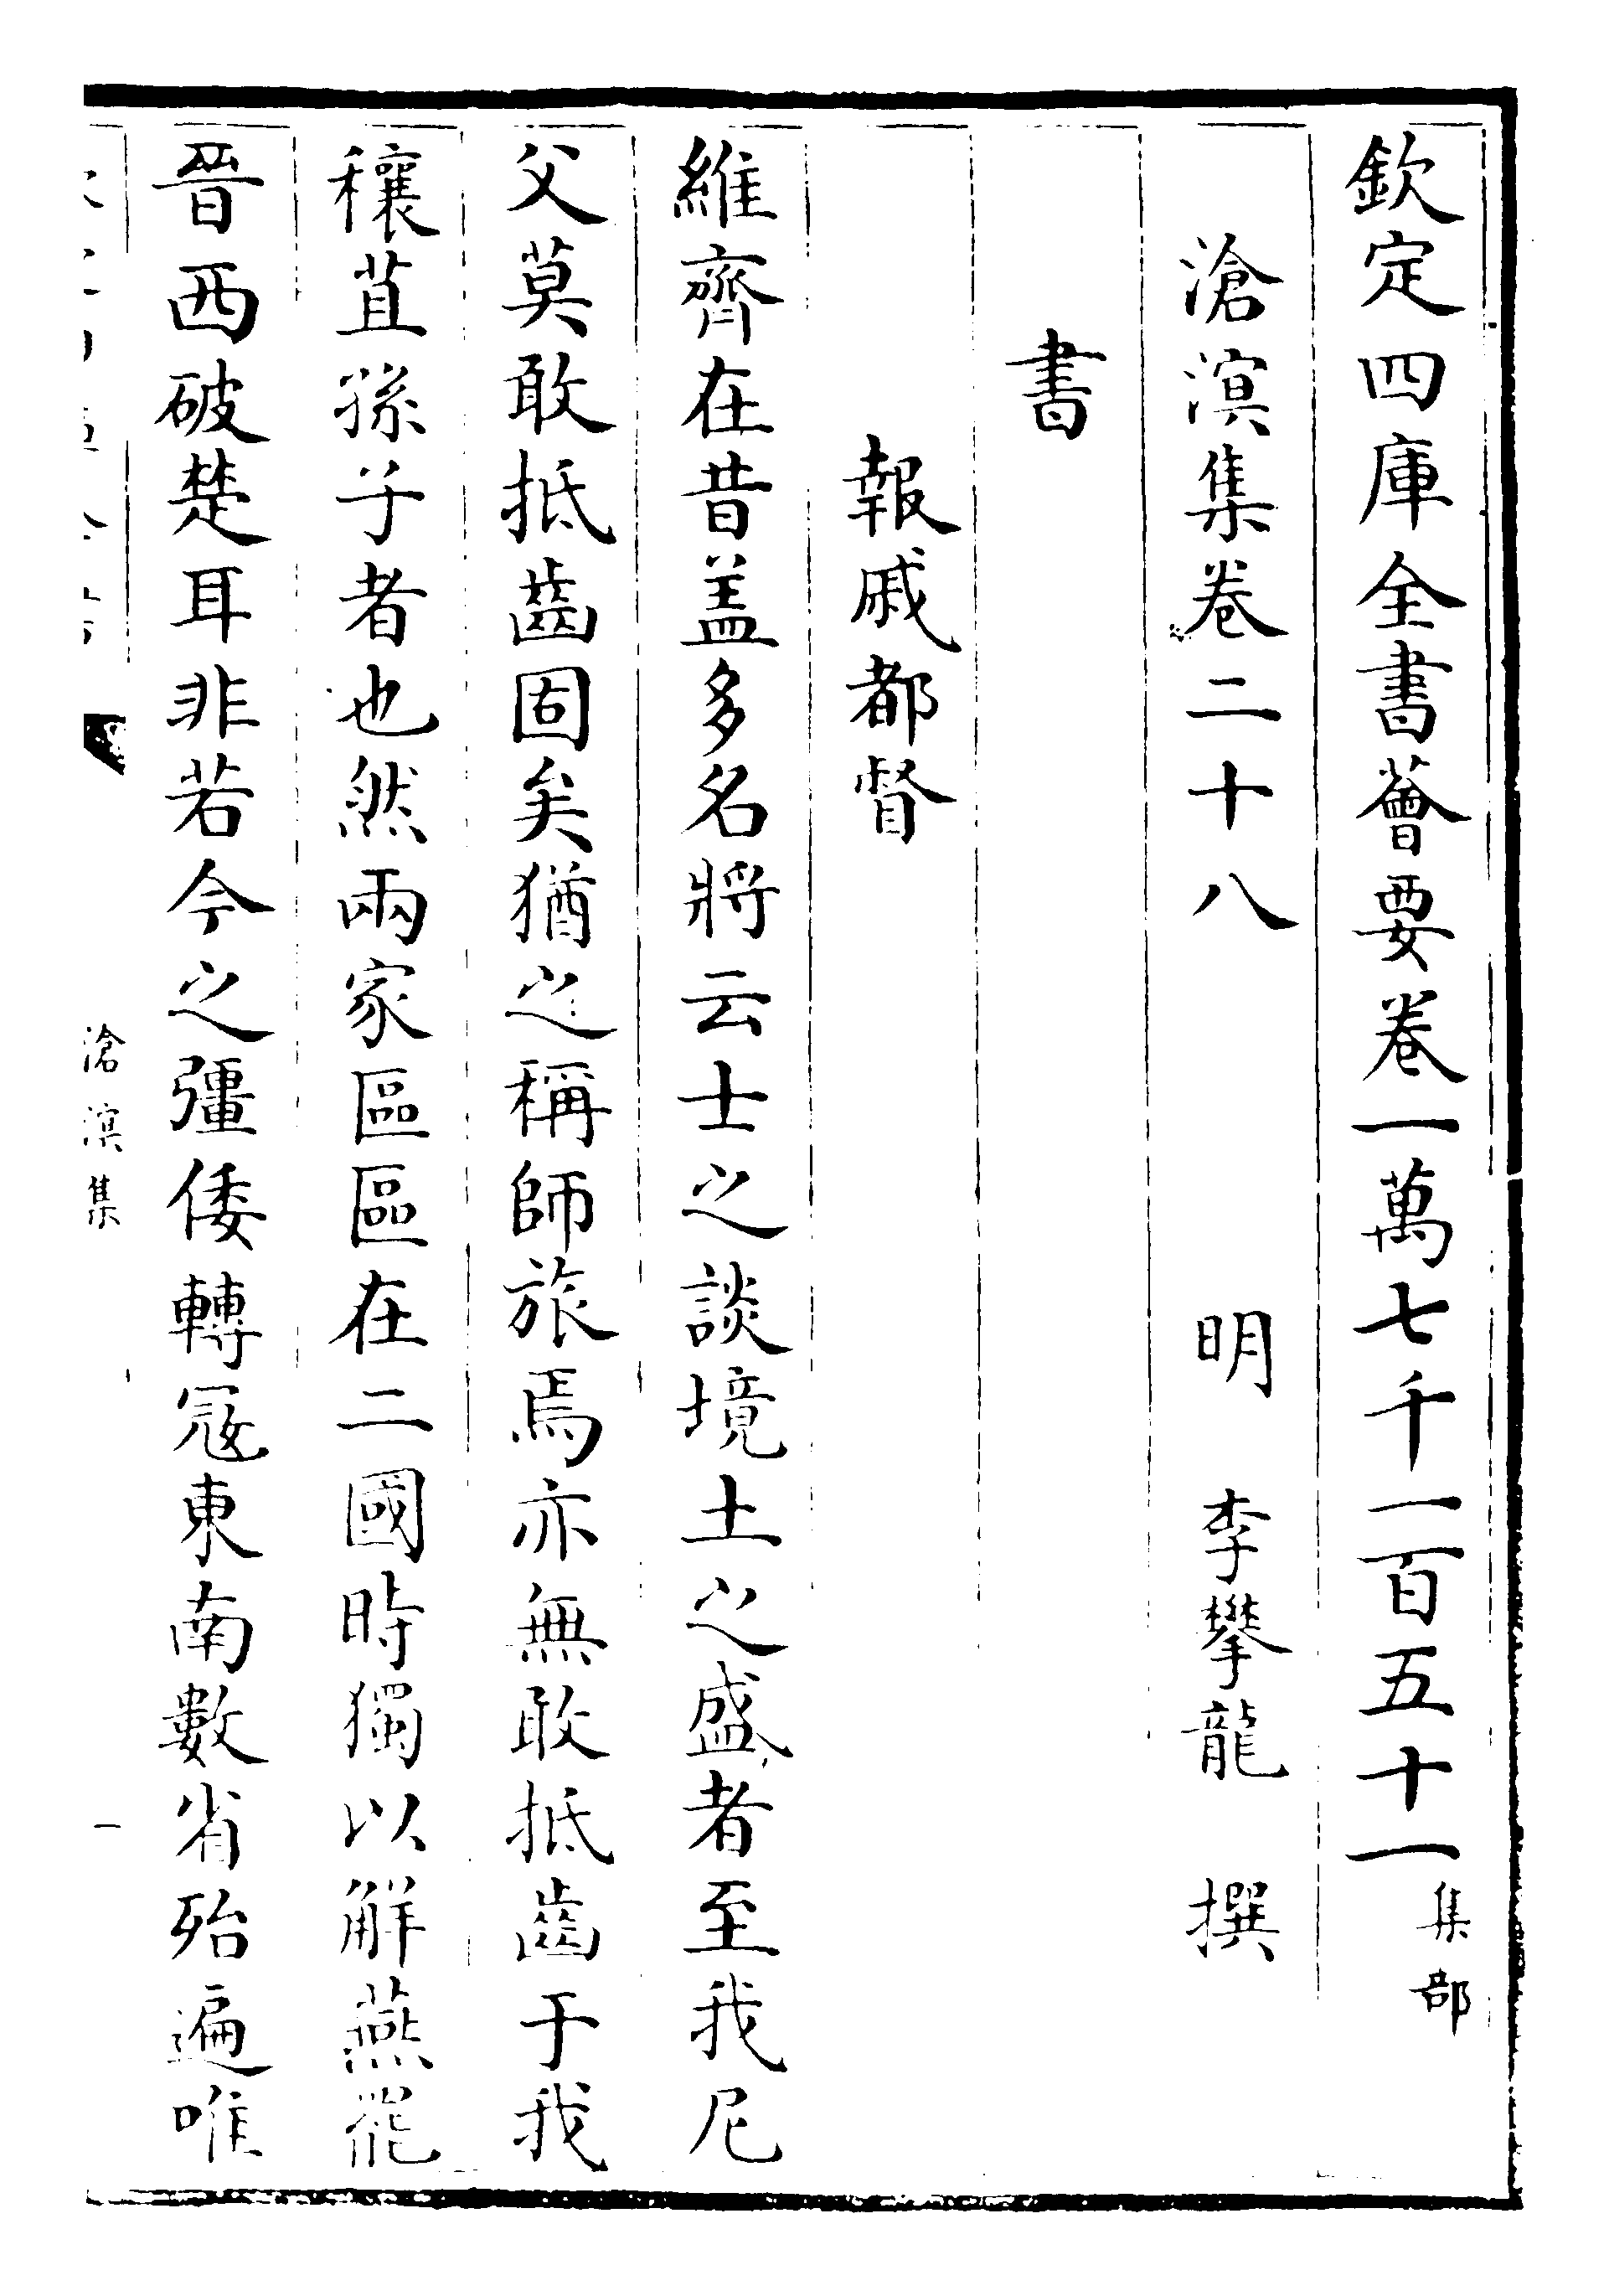 欽定四庫全書薈要卷一萬七千一百五十一集部
滄溟集卷二十八　明　李攀龍　撰
書
報戚都督
維齊在昔盖多名將云士之談境土之盛者至我尼
父莫敢抵齒固矣猶之稱師旅焉亦無敢抵齒于我
穰苴孫子者也然兩家區區在二國時獨以解燕罷
晉西破楚耳非若今之彊倭轉冦東南數省殆遍唯
滄溟集
一